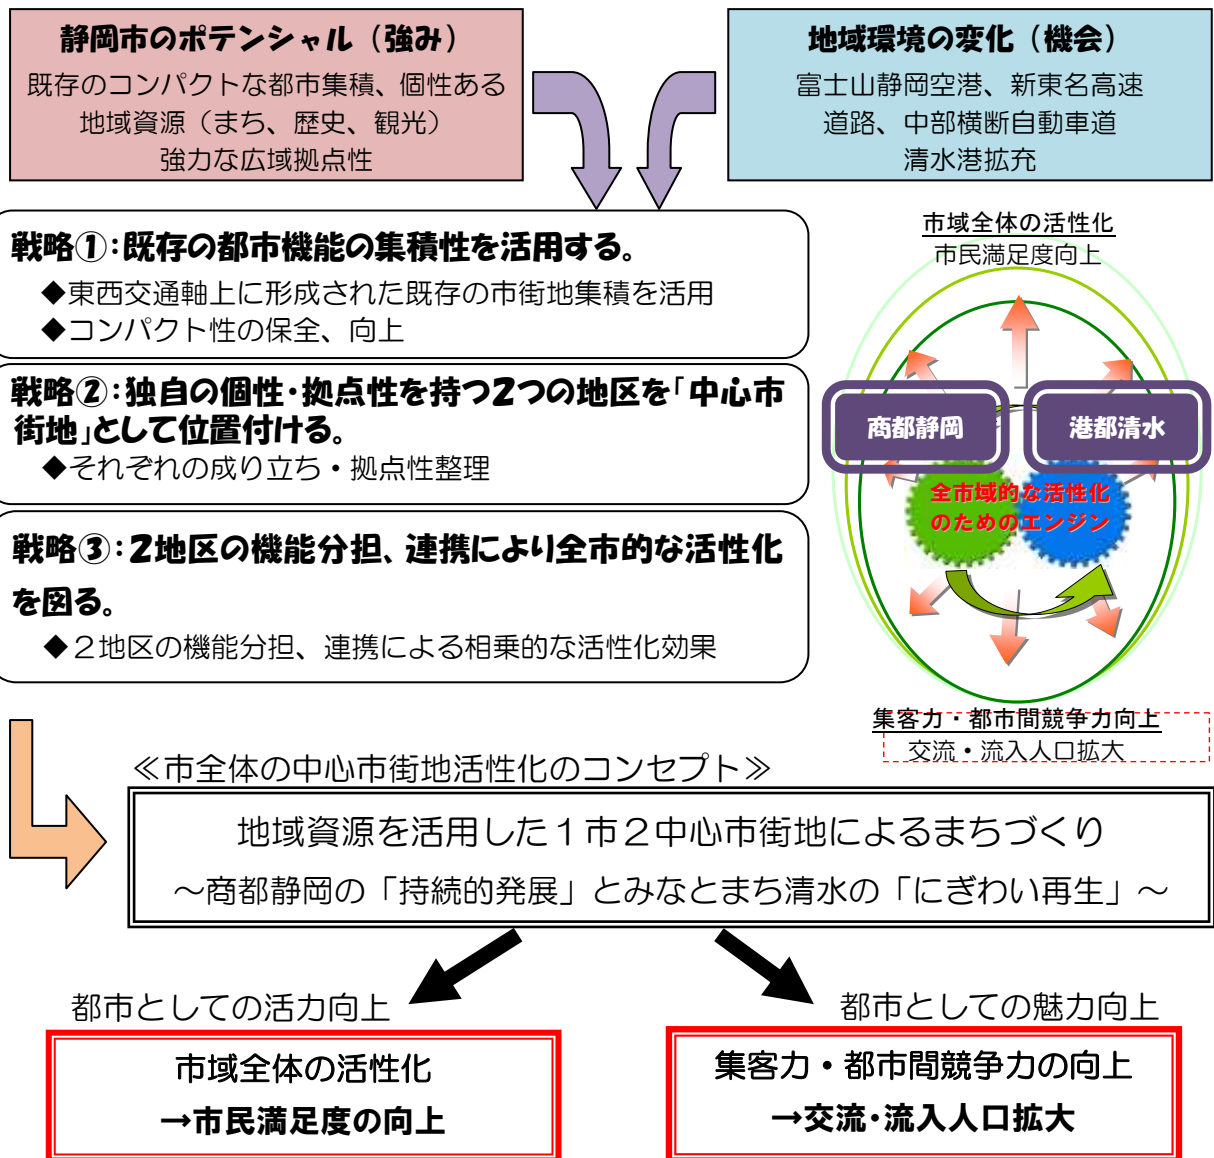 静岡市のポテンシャル（強み）
既存のコンパクトな都市集積、個性ある
地域資源（まち、歴史、観光）
強力な広域拠点性
地域環境の変化（機会）
富士山静岡空港、新東名高速
道路、中部横断自動車道
清水港拡充
戦略①：既存の都市機能の集積性を活用する。
◆東西交通軸上に形成された既存の市街地集積を活用
◆コンパクト性の保全、向上
戦略②：独自の個性・拠点性を持つ2つの地区を「中心市
街地」として位置付ける。
◆それぞれの成り立ち・拠点性整理
戦略③：2地区の機能分担、連携により全市的な活性化
を図る。
◆２地区の機能分担、連携による相乗的な活性化効果
市域全体の活性化
市民満足度向上
商都静岡
港都清水
全市域的な活性化
のためのエンジン
集客力・都市間競争力向上
交流・流入人口拡大
≪市全体の中心市街地活性化のコンセプト≫
地域資源を活用した１市２中心市街地によるまちづくり
～商都静岡の「持続的発展」とみなとまち清水の「にぎわい再生」～
都市としての活力向上
市域全体の活性化
→市民満足度の向上
都市としての魅力向上
集客力・都市間競争力の向上
→交流・流入人口拡大